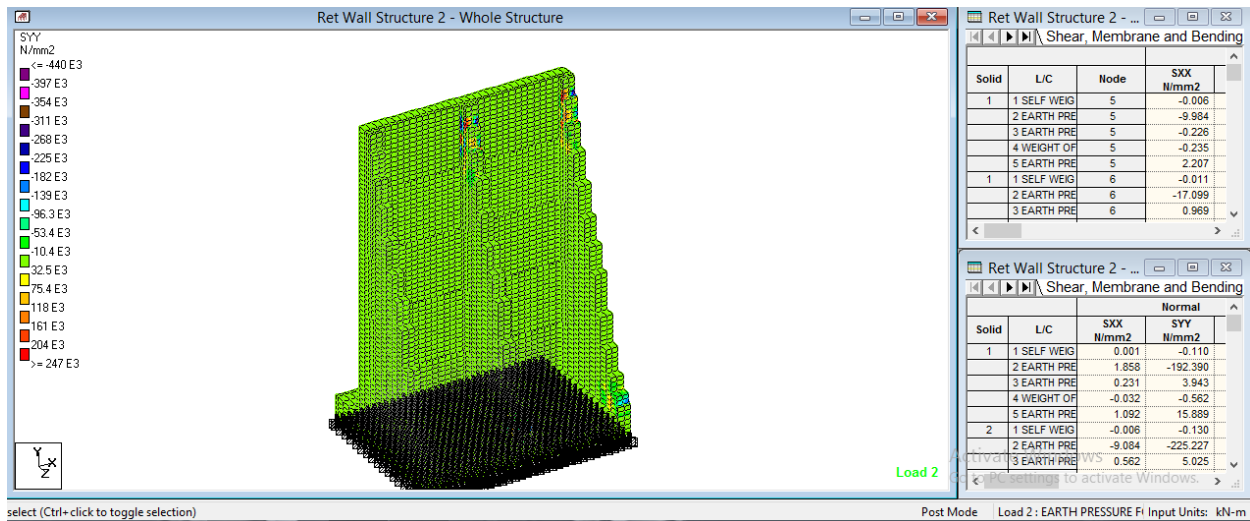 Ret Wall Structure 2 - Whole Structure
SYY
N/mm2
<= -440 E3
-397 E3
-354 E3
-311 E3
-268 E3
-225 E3
-182 E3
-139 E3
-96.3 E3
-53.4 E3
-10.4 E3
32.5 E3
75.4 E3
118 E3
161 E3
204 E3
>= 247 E3
Y
X
Z
Load 2
Ret Wall Structure 2 - ...
Shear, Membrane and Bending
Solid L/C Node SXX N/mm2
1 1 SELF WEIG 5 -0.006
2 EARTH PRE 5 -9.984
3 EARTH PRE 5 -0.226
4 WEIGHT OF 5 -0.235
5 EARTH PRE 5 2.207
1 1 SELF WEIG 6 -0.011
2 EARTH PRE 6 -17.099
3 EARTH PRE 6 0.969
Ret Wall Structure 2 - ...
Shear, Membrane and Bending
Normal
Solid L/C SXX N/mm2 SYY N/mm2
1 1 SELF WEIG 0.001 -0.110
2 EARTH PRE 1.858 -192.390
3 EARTH PRE 0.231 3.943
4 WEIGHT OF -0.032 -0.562
5 EARTH PRE 1.092 15.889
2 1 SELF WEIG -0.006 -0.130
2 EARTH PRE -9.084 -225.227
3 EARTH PRE 0.562 5.025
Activate Windows
Go to PC settings to activate Windows.
select (Ctrl+click to toggle selection)
Post Mode
Load 2 : EARTH PRESSURE F
Input Units: kN-m